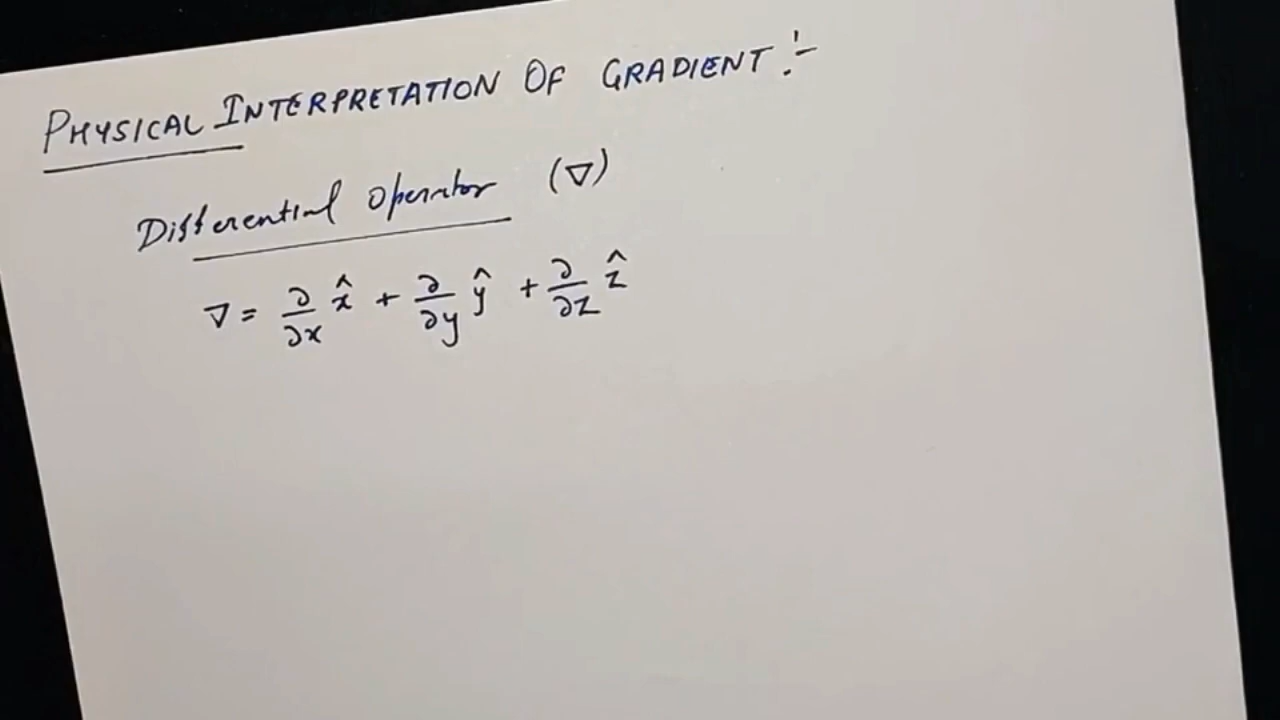 PHYSICAL INTERPRETATION OF GRADIENT :-
Differential Operator (∇)
∇ = ∂/∂x x̂ + ∂/∂y ŷ + ∂/∂z ẑ